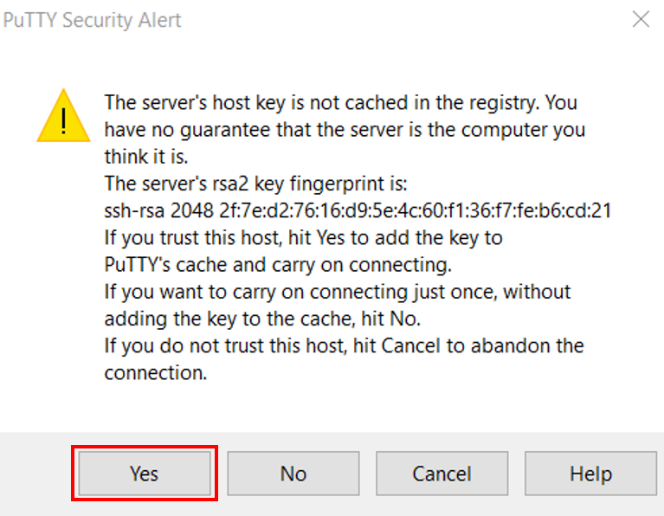 PuTTY Security Alert
The server's host key is not cached in the registry. You
have no guarantee that the server is the computer you
think it is.
The server's rsa2 key fingerprint is:
ssh-rsa 2048 2f:7e:d2:76:16:d9:5e:4c:60:f1:36:f7:fe:b6:cd:21
If you trust this host, hit Yes to add the key to
PuTTY's cache and carry on connecting.
If you want to carry on connecting just once, without
adding the key to the cache, hit No.
If you do not trust this host, hit Cancel to abandon the
connection.
Yes No Cancel Help